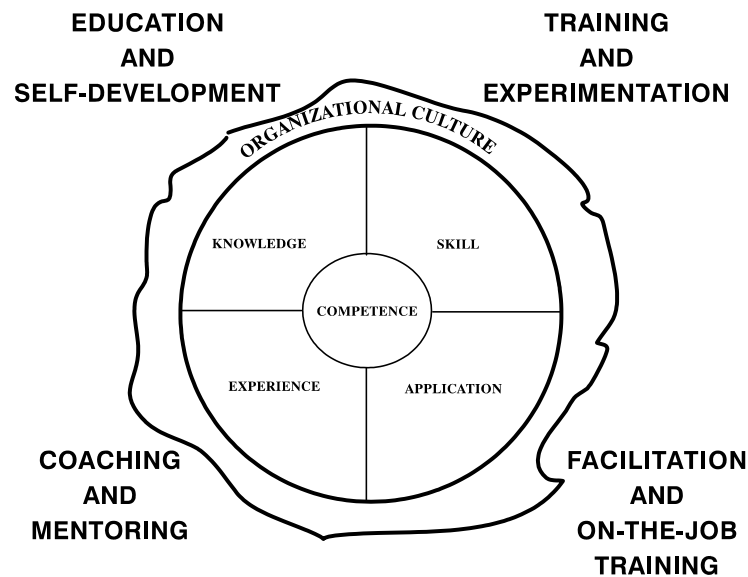 EDUCATION
AND
SELF-DEVELOPMENT
TRAINING
AND
EXPERIMENTATION
ORGANIZATIONAL CULTURE
KNOWLEDGE
SKILL
COMPETENCE
EXPERIENCE
APPLICATION
COACHING
AND
MENTORING
FACILITATION
AND
ON-THE-JOB
TRAINING